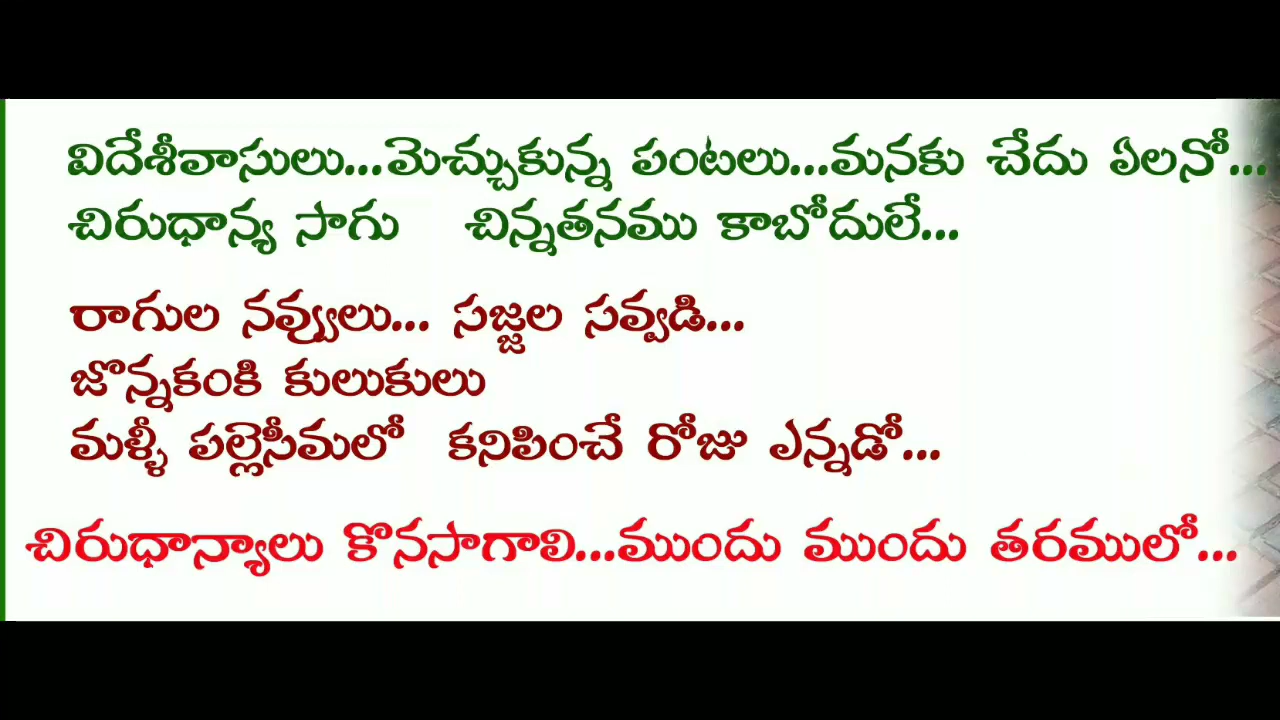 విదేశీవాసులు...మెచ్చుకున్న పంటలు...మనకు చేదు ఏలనో...
చిరుధాన్య సాగు చిన్నతనము కాబోదులే...
రాగుల నవ్వులు... సజ్జల సవ్వడి...
జొన్నకంకి కులుకులు
మళ్ళీ పల్లెసీమలో కనిపించే రోజు ఎన్నడో...
చిరుధాన్యాలు కొనసాగాలి...ముందు ముందు తరములో...